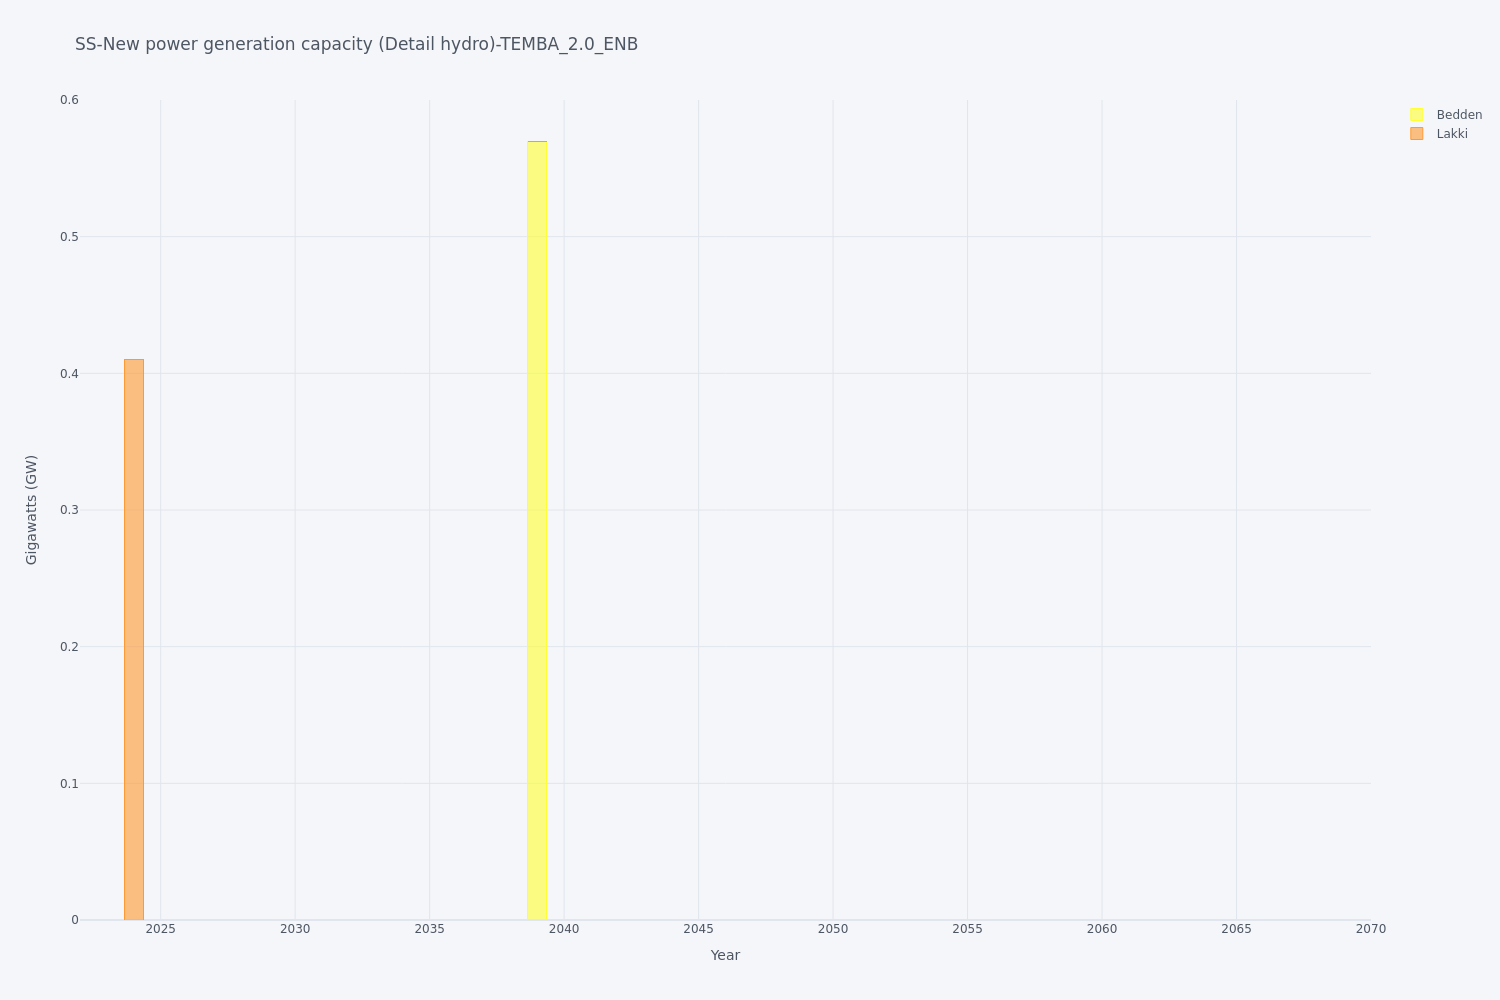 SS-New power generation capacity (Detail hydro)-TEMBA_2.0_ENB
0.6
0.5
0.4
0.3
0.2
0.1
0
Gigawatts (GW)
2025 2030 2035 2040 2045 2050 2055 2060 2065 2070
Year
Bedden
Lakki